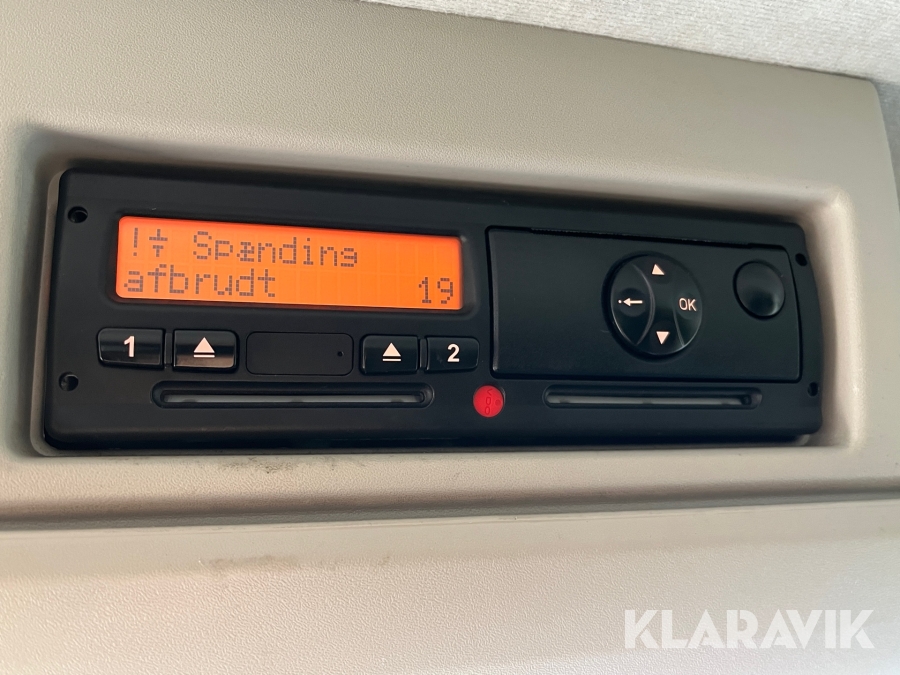 !⍭ Spænding
afbrudt 19
1
2
OK
KLARAVIK